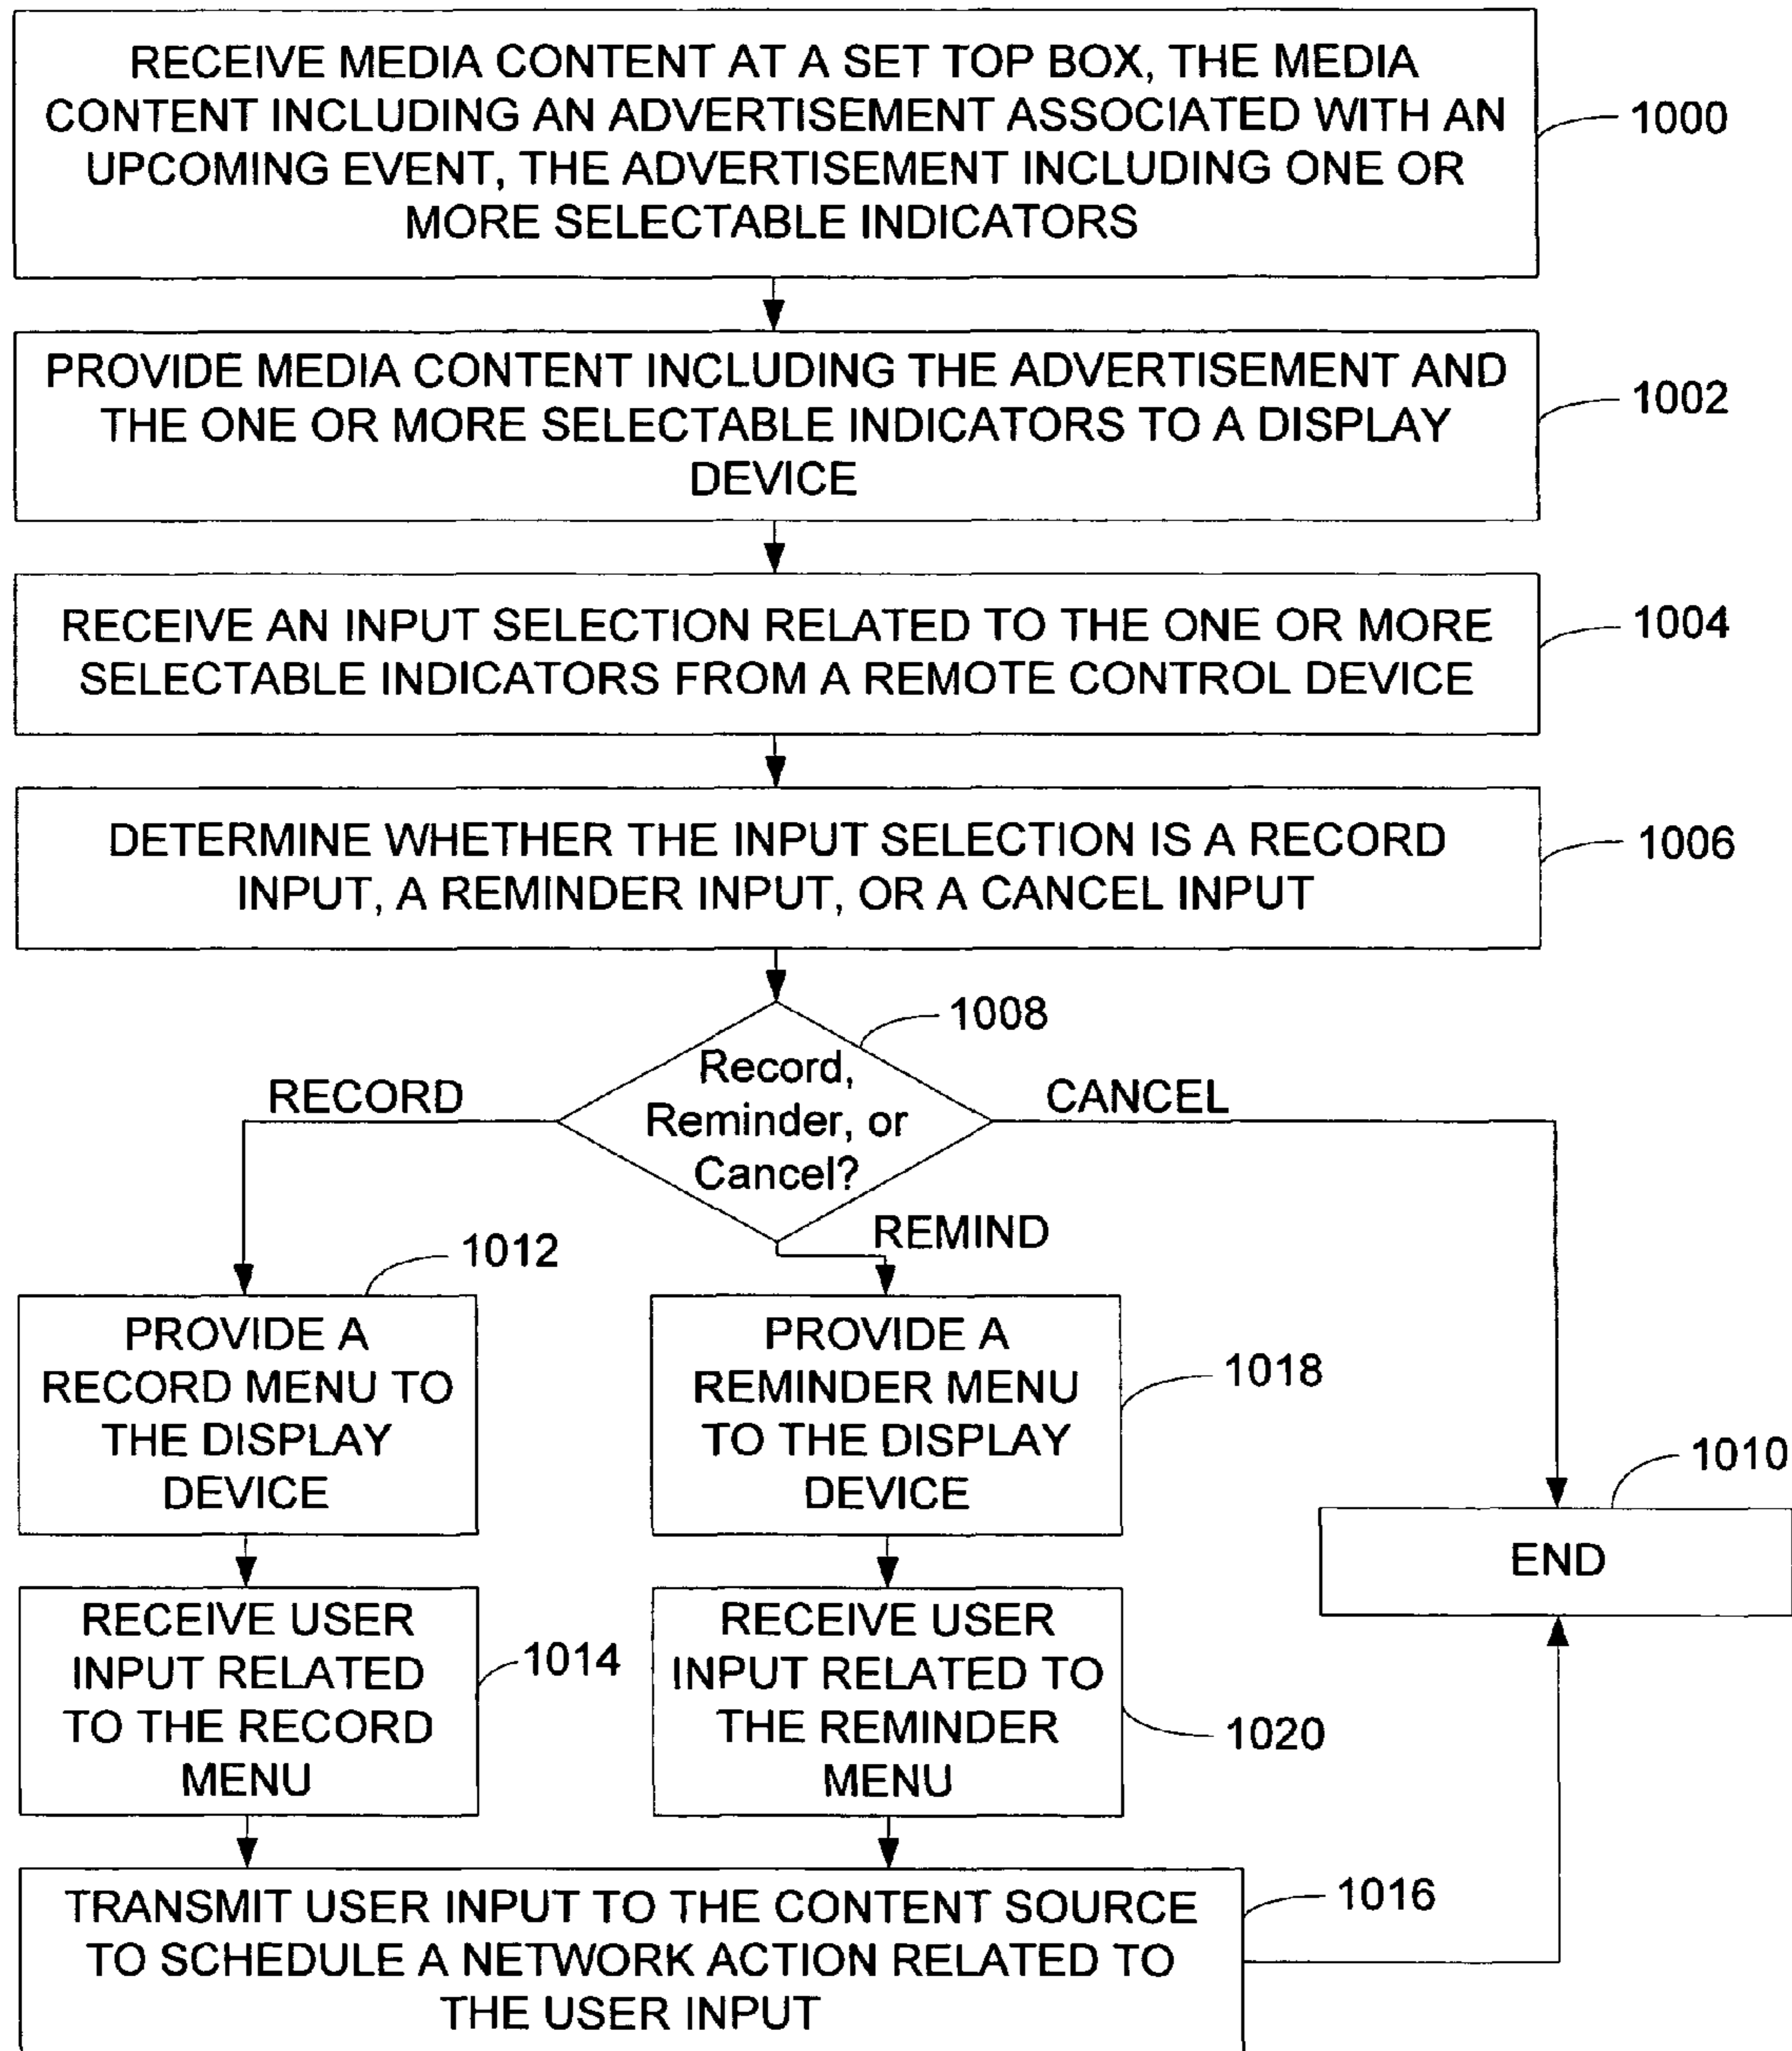 RECEIVE MEDIA CONTENT AT A SET TOP BOX, THE MEDIA
CONTENT INCLUDING AN ADVERTISEMENT ASSOCIATED WITH AN
UPCOMING EVENT, THE ADVERTISEMENT INCLUDING ONE OR
MORE SELECTABLE INDICATORS
1000
PROVIDE MEDIA CONTENT INCLUDING THE ADVERTISEMENT AND
THE ONE OR MORE SELECTABLE INDICATORS TO A DISPLAY
DEVICE
1002
RECEIVE AN INPUT SELECTION RELATED TO THE ONE OR MORE
SELECTABLE INDICATORS FROM A REMOTE CONTROL DEVICE
1004
DETERMINE WHETHER THE INPUT SELECTION IS A RECORD
INPUT, A REMINDER INPUT, OR A CANCEL INPUT
1006
1008
Record,
Reminder, or
Cancel?
RECORD
CANCEL
REMIND
1012
PROVIDE A
RECORD MENU TO
THE DISPLAY
DEVICE
PROVIDE A
REMINDER MENU
TO THE DISPLAY
DEVICE
1018
1010
END
RECEIVE USER
INPUT RELATED
TO THE RECORD
MENU
1014
RECEIVE USER
INPUT RELATED TO
THE REMINDER
MENU
1020
TRANSMIT USER INPUT TO THE CONTENT SOURCE
TO SCHEDULE A NETWORK ACTION RELATED TO
THE USER INPUT
1016